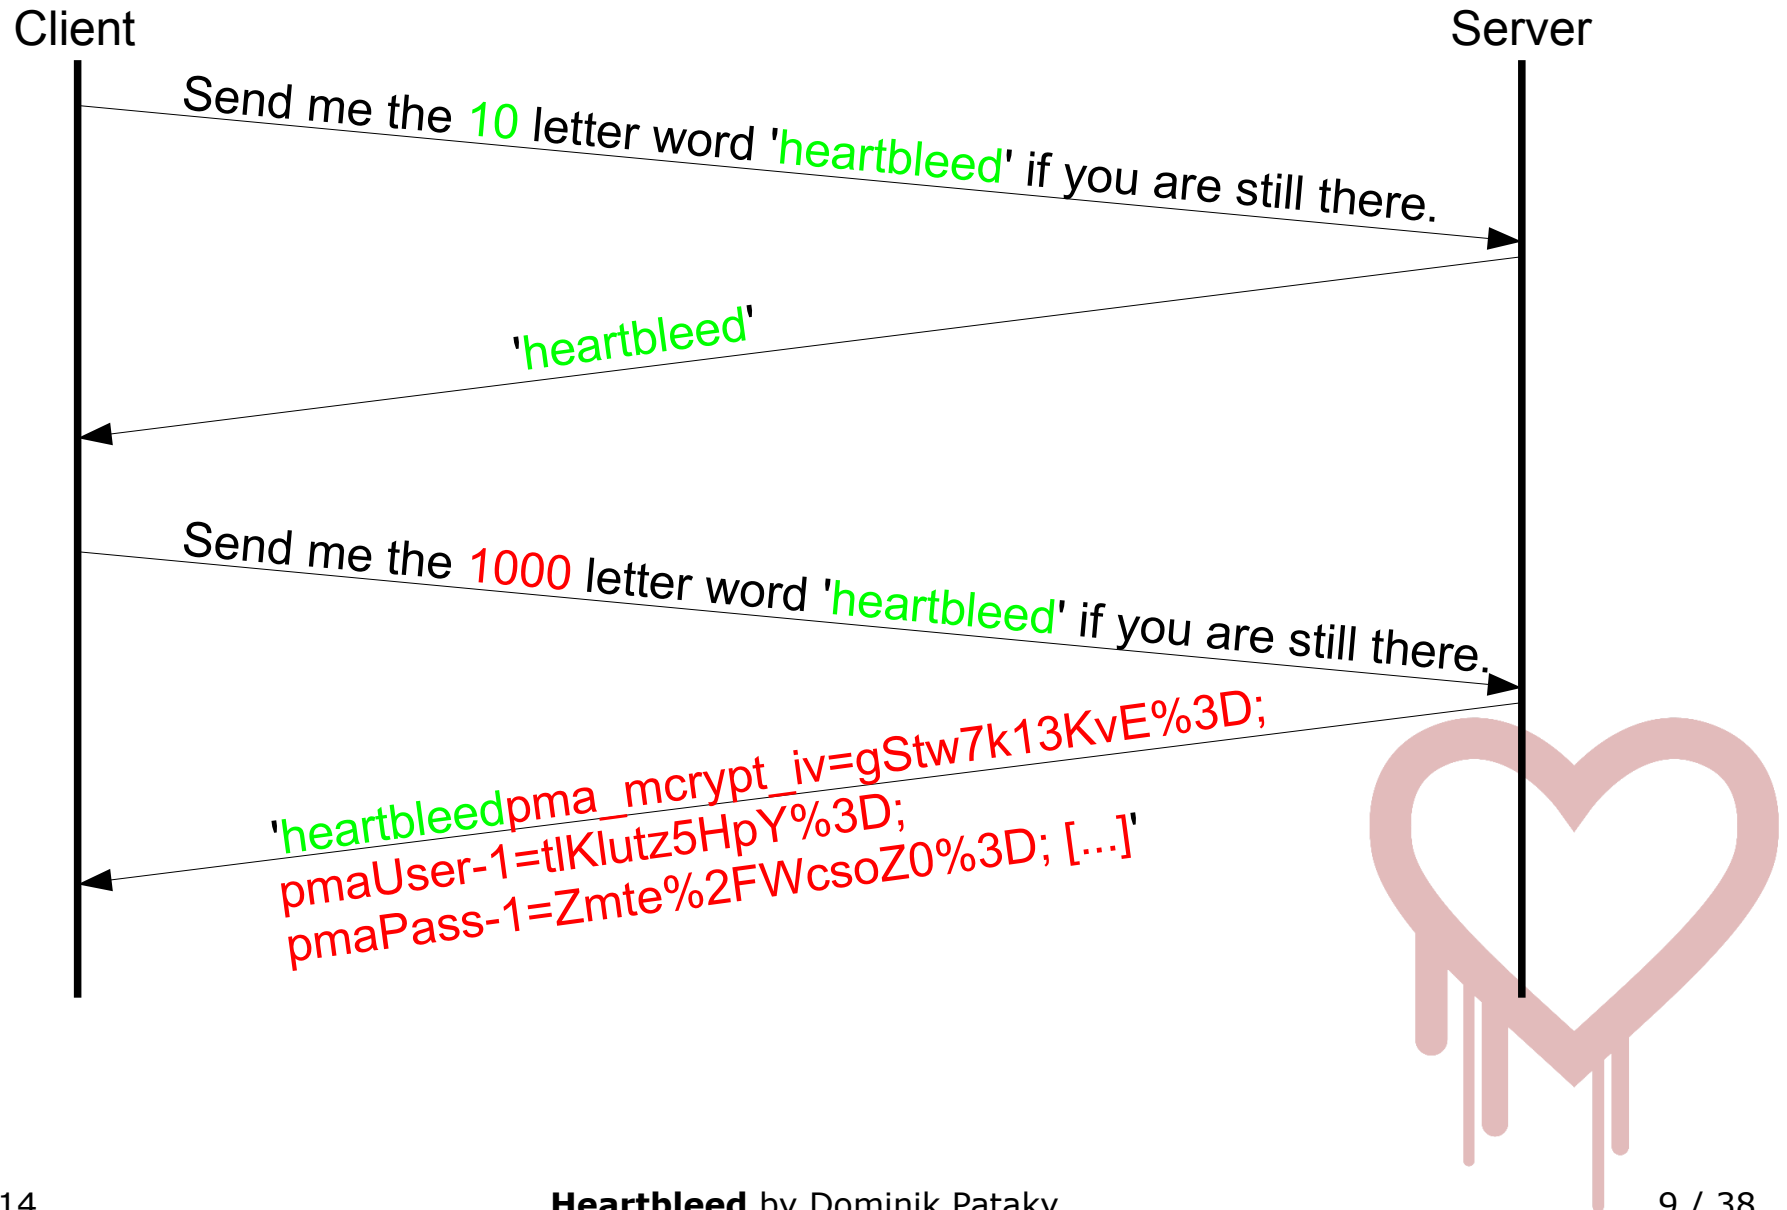 Client
Server
Send me the 10 letter word 'heartbleed' if you are still there.
'heartbleed'
Send me the 1000 letter word 'heartbleed' if you are still there.
'heartbleedpma_mcrypt_iv=gStw7k13KvE%3D;
pmaUser-1=tlKlutz5HpY%3D;
pmaPass-1=Zmte%2FWcsoZ0%3D; [...]'
14
Heartbleed by Dominik Pataky
9 / 38